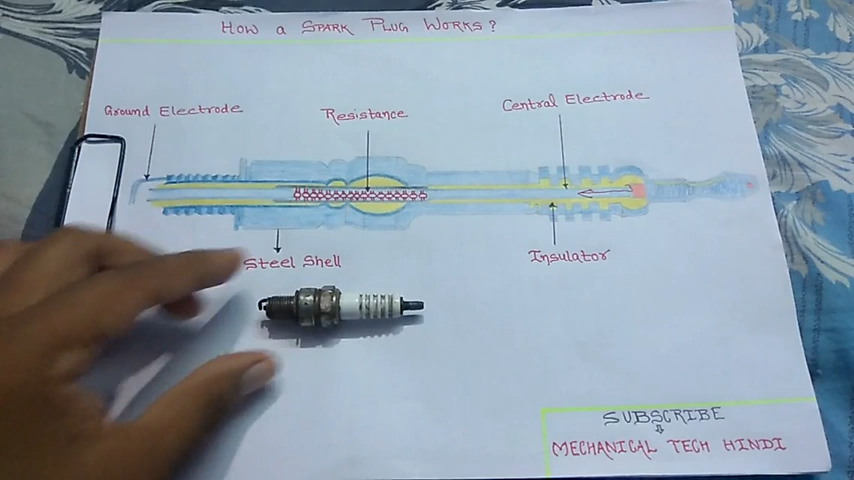 How a Spark Plug Works?
Ground Electrode
Resistance
Central Electrode
Steel Shell
Insulator
SUBSCRIBE
MECHANICAL TECH HINDI